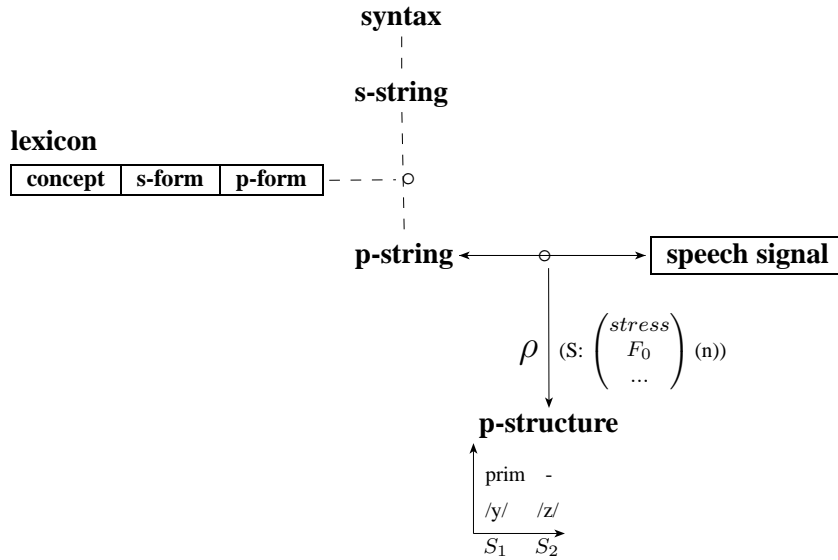 syntax
s-string
lexicon
concept s-form p-form
p-string speech signal
ρ (S: (stress F₀ ...) (n))
p-structure
prim -
/y/ /z/
S₁ S₂